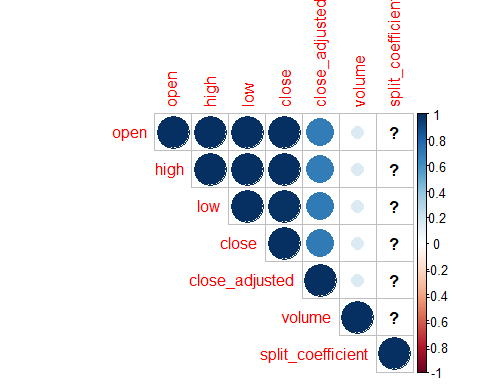 open
high
low
close
close_adjusted
volume
split_coefficient
open
?
high
?
low
?
close
?
close_adjusted
?
volume
?
split_coefficient
1
0.8
0.6
0.4
0.2
0
-0.2
-0.4
-0.6
-0.8
-1